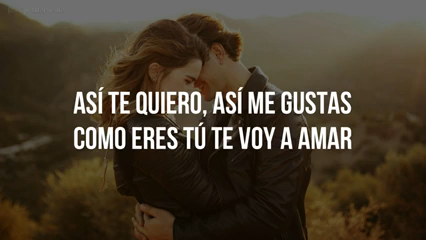 ASÍ TE QUIERO, ASÍ ME GUSTAS
COMO ERES TÚ TE VOY A AMAR